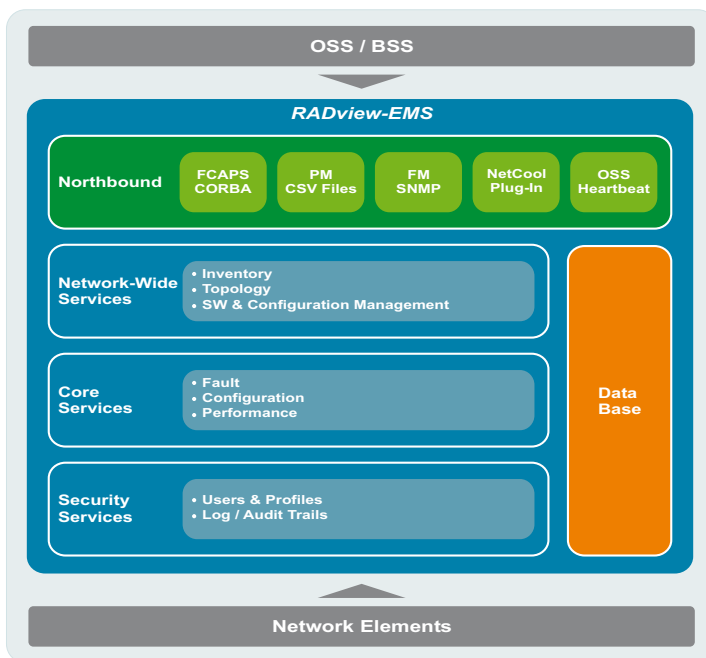 OSS / BSS
RADview-EMS
Northbound
FCAPS
CORBA
PM
CSV Files
FM
SNMP
NetCool
Plug-In
OSS
Heartbeat
Network-Wide
Services
• Inventory
• Topology
• SW & Configuration Management
Core
Services
• Fault
• Configuration
• Performance
Security
Services
• Users & Profiles
• Log / Audit Trails
Data
Base
Network Elements